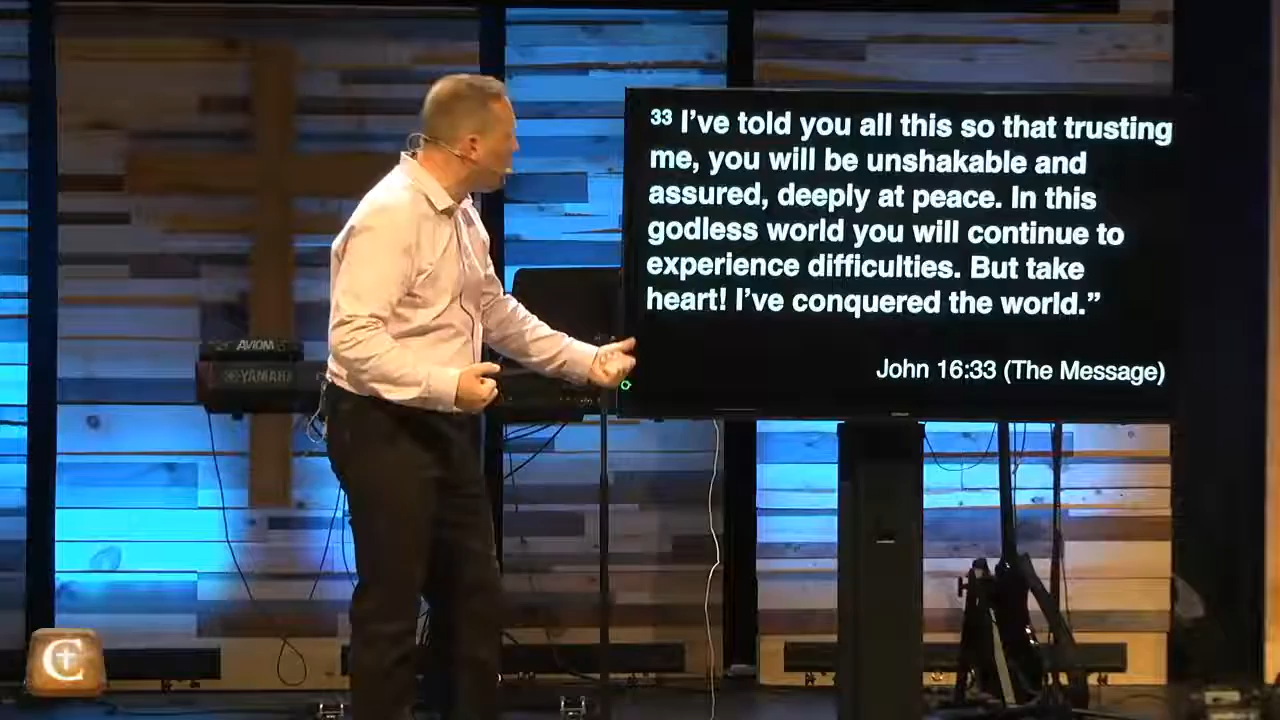 33 I’ve told you all this so that trusting
me, you will be unshakable and
assured, deeply at peace. In this
godless world you will continue to
experience difficulties. But take
heart! I’ve conquered the world.”
John 16:33 (The Message)
AVIOM
YAMAHA
C